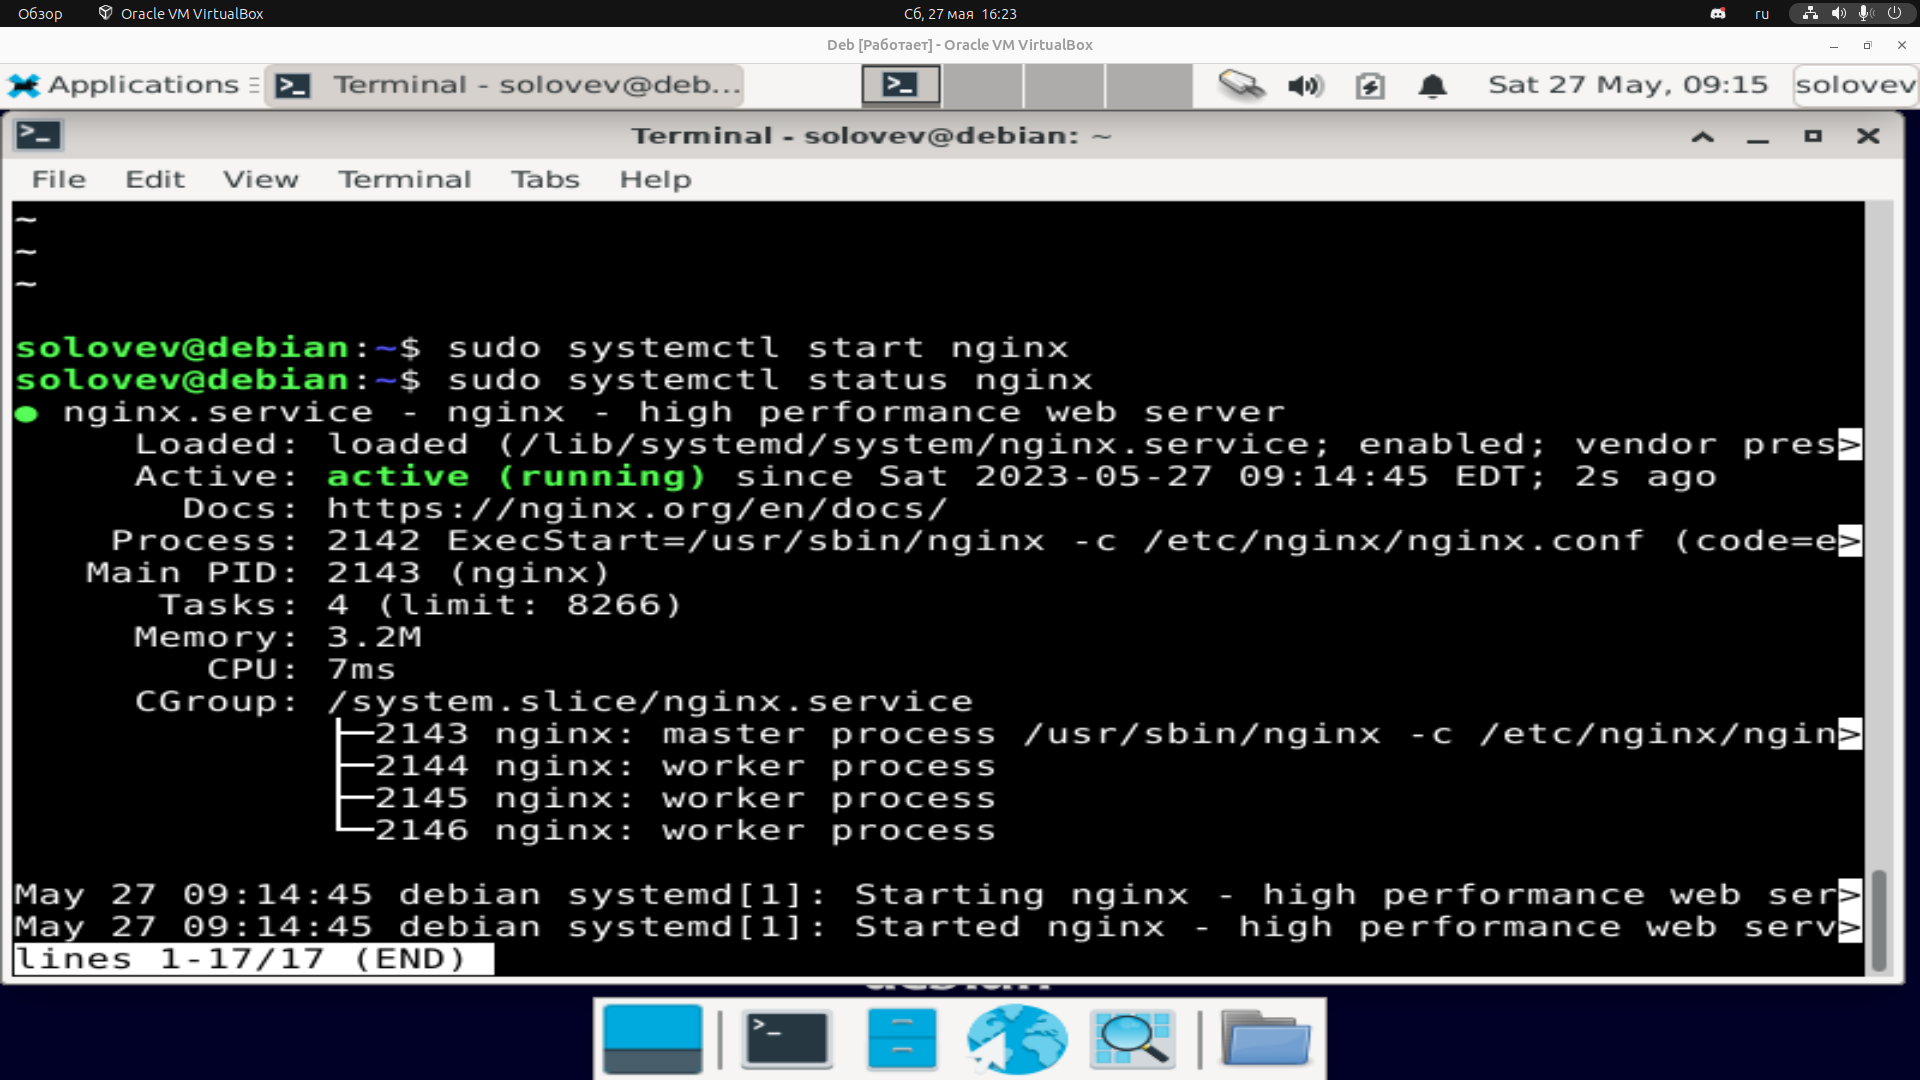 Обзор Oracle VM VirtualBox Сб, 27 мая 16:23 ru
Deb [Работает] - Oracle VM VirtualBox
Applications Terminal - solovev@deb... Sat 27 May, 09:15 solovev
Terminal - solovev@debian: ~
File Edit View Terminal Tabs Help
~
~
~
solovev@debian:~$ sudo systemctl start nginx
solovev@debian:~$ sudo systemctl status nginx
● nginx.service - nginx - high performance web server
Loaded: loaded (/lib/systemd/system/nginx.service; enabled; vendor pres>
Active: active (running) since Sat 2023-05-27 09:14:45 EDT; 2s ago
Docs: https://nginx.org/en/docs/
Process: 2142 ExecStart=/usr/sbin/nginx -c /etc/nginx/nginx.conf (code=e>
Main PID: 2143 (nginx)
Tasks: 4 (limit: 8266)
Memory: 3.2M
CPU: 7ms
CGroup: /system.slice/nginx.service
├─2143 nginx: master process /usr/sbin/nginx -c /etc/nginx/ngin>
├─2144 nginx: worker process
├─2145 nginx: worker process
└─2146 nginx: worker process
May 27 09:14:45 debian systemd[1]: Starting nginx - high performance web ser>
May 27 09:14:45 debian systemd[1]: Started nginx - high performance web serv>
lines 1-17/17 (END)